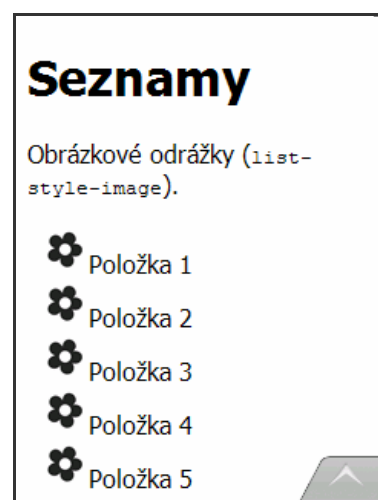 Seznamy
Obrázkové odrážky (list-
style-image).
Položka 1
Položka 2
Položka 3
Položka 4
Položka 5